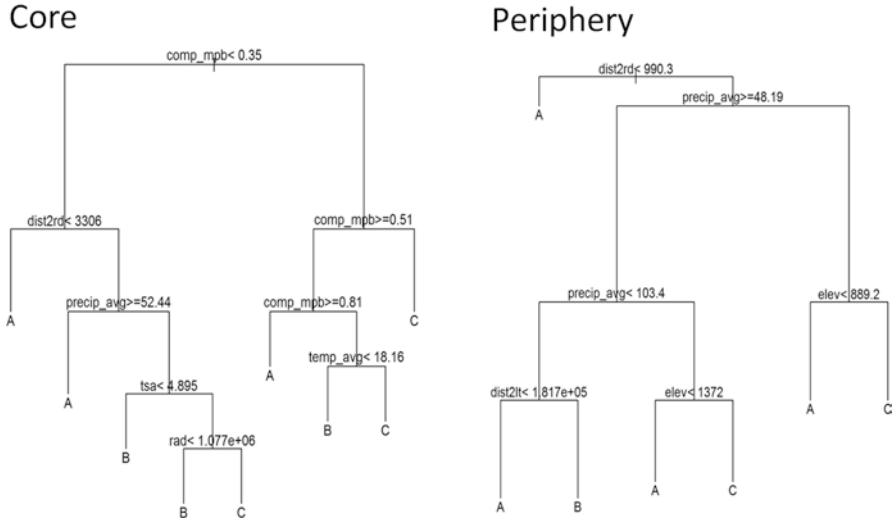 Core
Periphery
comp_mpb< 0.35
dist2rd< 3306
comp_mpb>=0.51
A
precip_avg>=52.44
comp_mpb>=0.81
C
A
tsa< 4.895
A
temp_avg< 18.16
B
rad< 1.077e+06
B
C
B
C
dist2rd< 990.3
A
precip_avg>=48.19
precip_avg< 103.4
elev< 889.2
dist2lt< 1.817e+05
elev< 1372
A
C
A
B
A
C